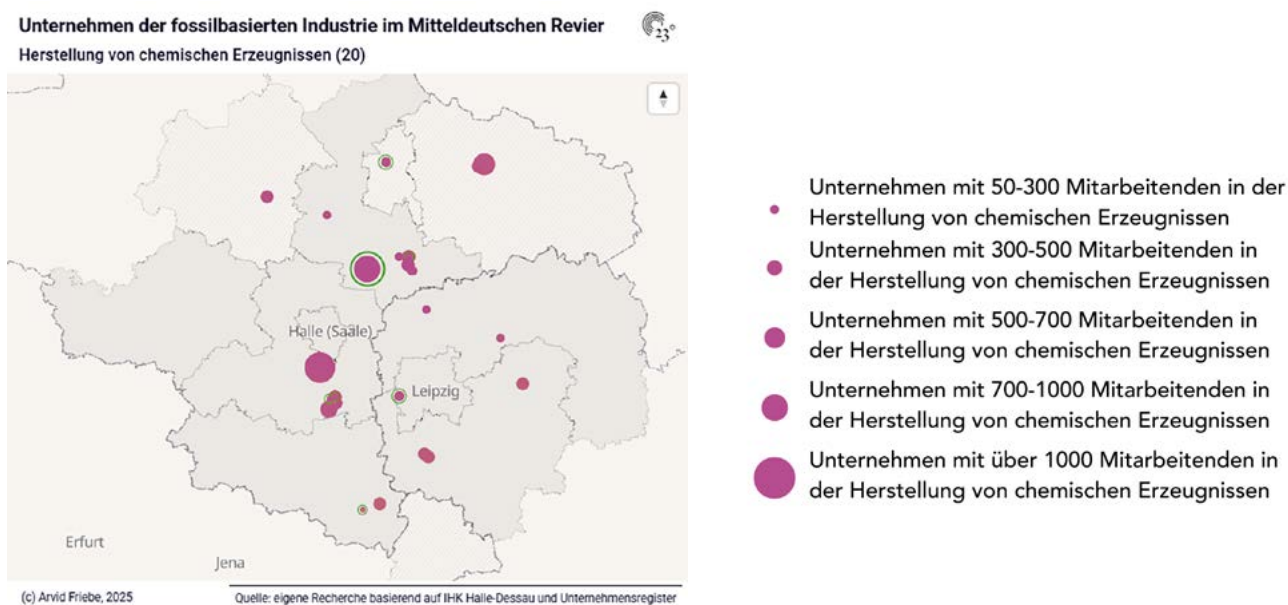 Unternehmen der fossilbasierten Industrie im Mitteldeutschen Revier
23°
Herstellung von chemischen Erzeugnissen (20)
Halle (Saale)
Leipzig
Erfurt
Jena
(c) Arvid Friebe, 2025
Quelle: eigene Recherche basierend auf IHK Halle-Dessau und Unternehmensregister
Unternehmen mit 50-300 Mitarbeitenden in der
Herstellung von chemischen Erzeugnissen
Unternehmen mit 300-500 Mitarbeitenden in
der Herstellung von chemischen Erzeugnissen
Unternehmen mit 500-700 Mitarbeitenden in
der Herstellung von chemischen Erzeugnissen
Unternehmen mit 700-1000 Mitarbeitenden in
der Herstellung von chemischen Erzeugnissen
Unternehmen mit über 1000 Mitarbeitenden in
der Herstellung von chemischen Erzeugnissen